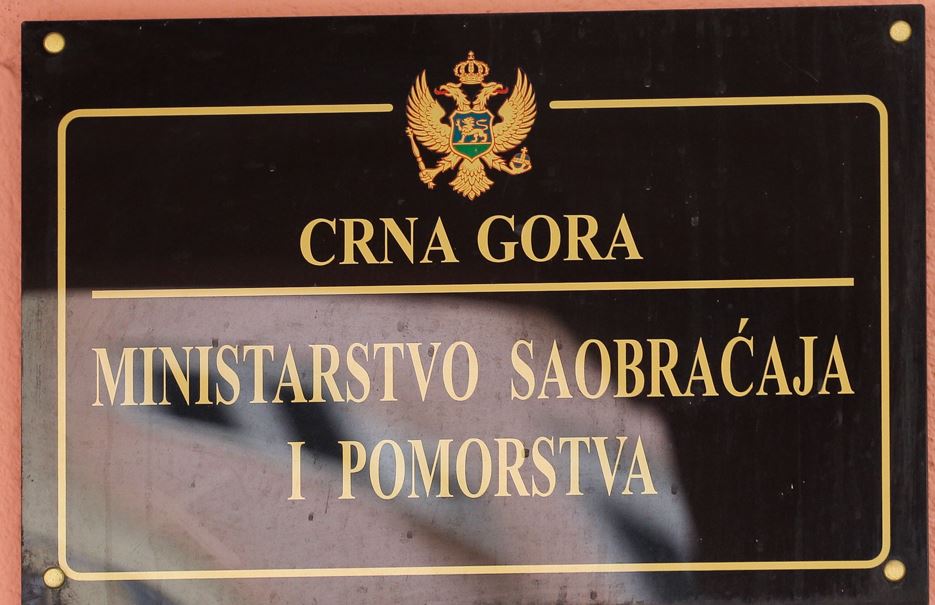 CRNA GORA
MINISTARSTVO SAOBRAĆAJA
I POMORSTVA